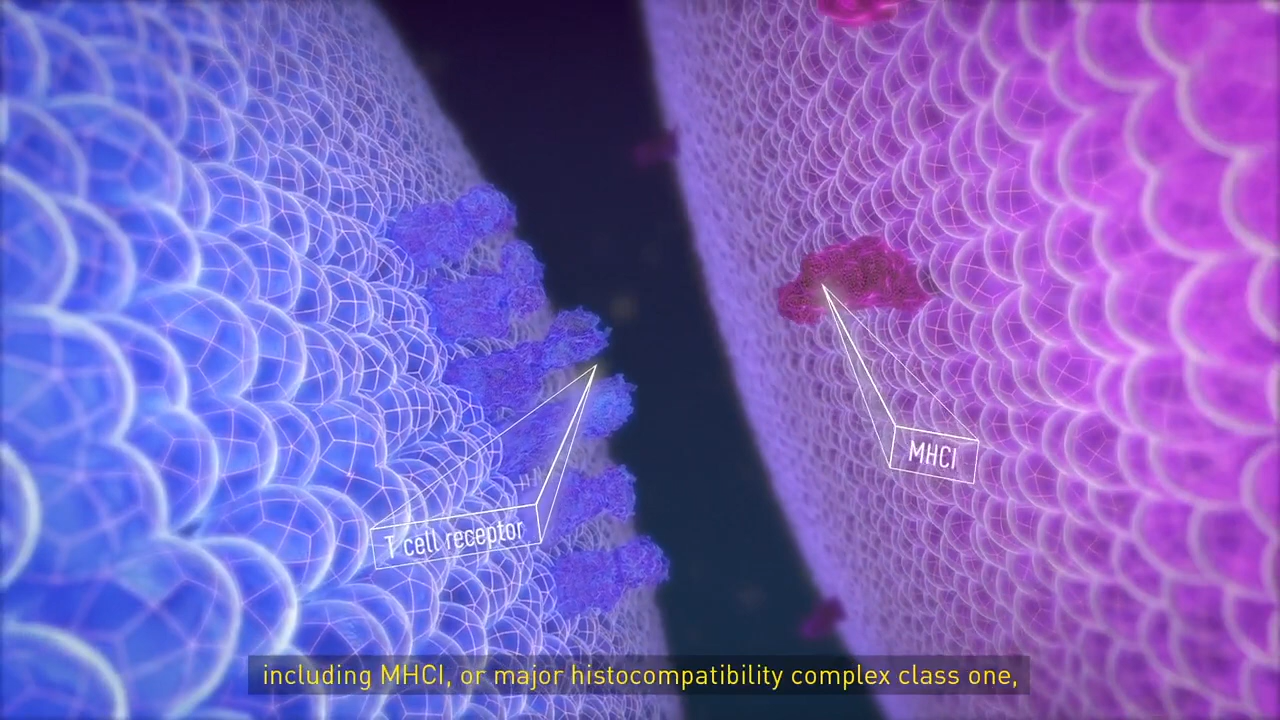 MHCI
T cell receptor
including MHCI, or major histocompatibility complex class one,